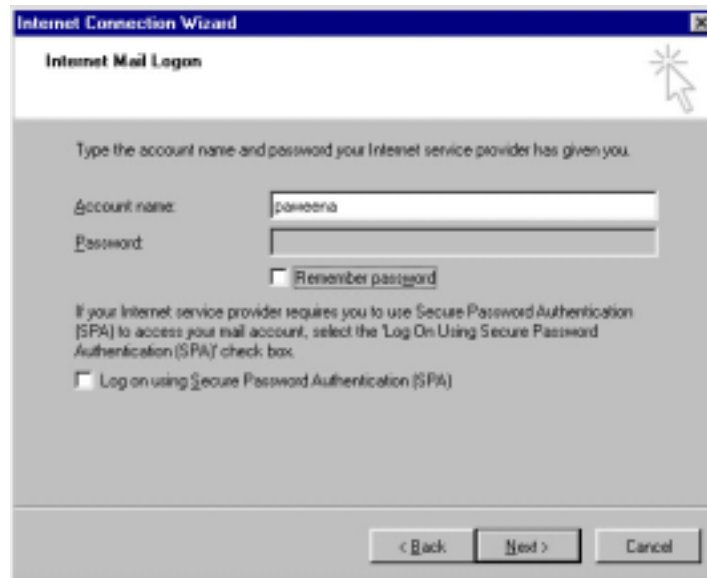 Internet Connection Wizard
Internet Mail Logon
Type the account name and password your Internet service provider has given you.
Account name: paweena
Password:
Remember password
If your Internet service provider requires you to use Secure Password Authentication
(SPA) to access your mail account, select the 'Log On Using Secure Password
Authentication (SPA)' check box.
Log on using Secure Password Authentication (SPA)
< Back Next > Cancel